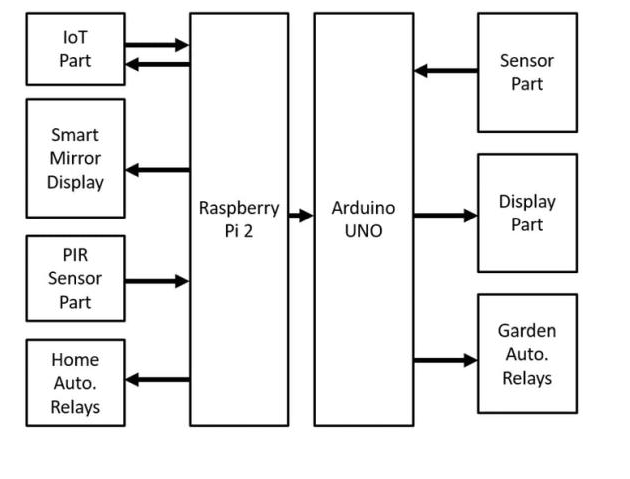 IoT
Part
Smart
Mirror
Display
PIR
Sensor
Part
Home
Auto.
Relays
Raspberry
Pi 2
Arduino
UNO
Sensor
Part
Display
Part
Garden
Auto.
Relays